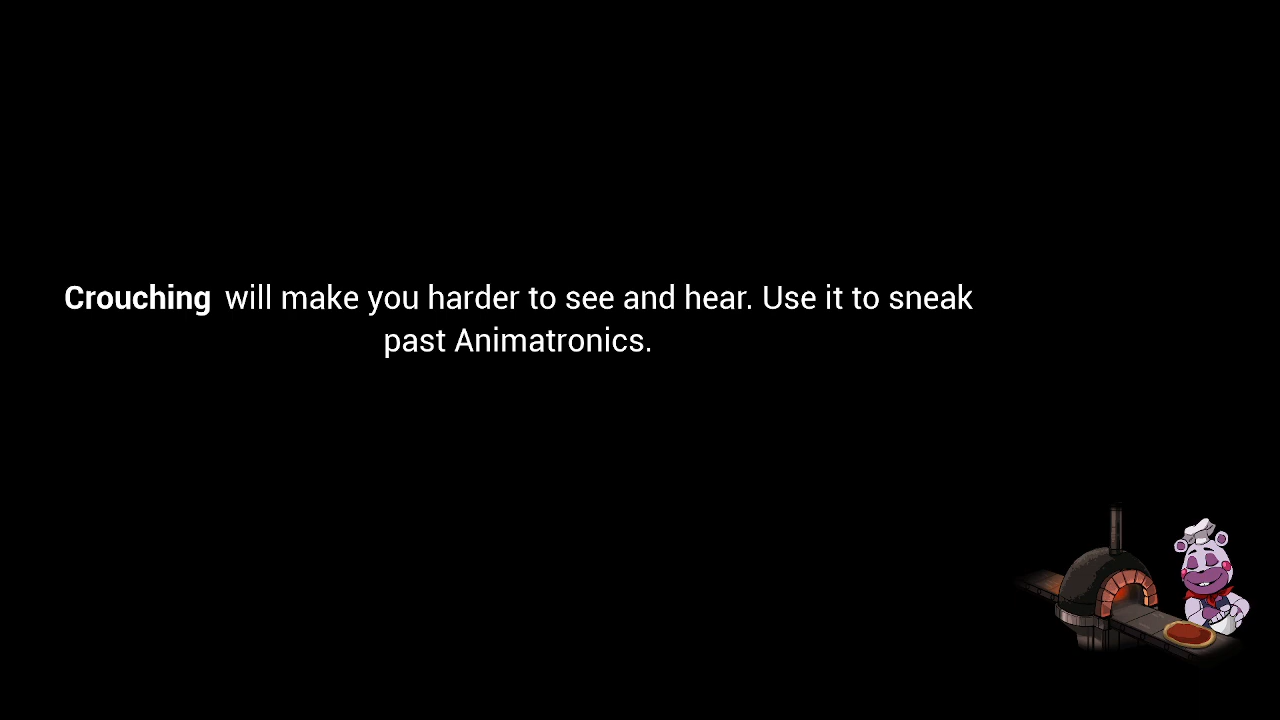 Crouching will make you harder to see and hear. Use it to sneak
past Animatronics.